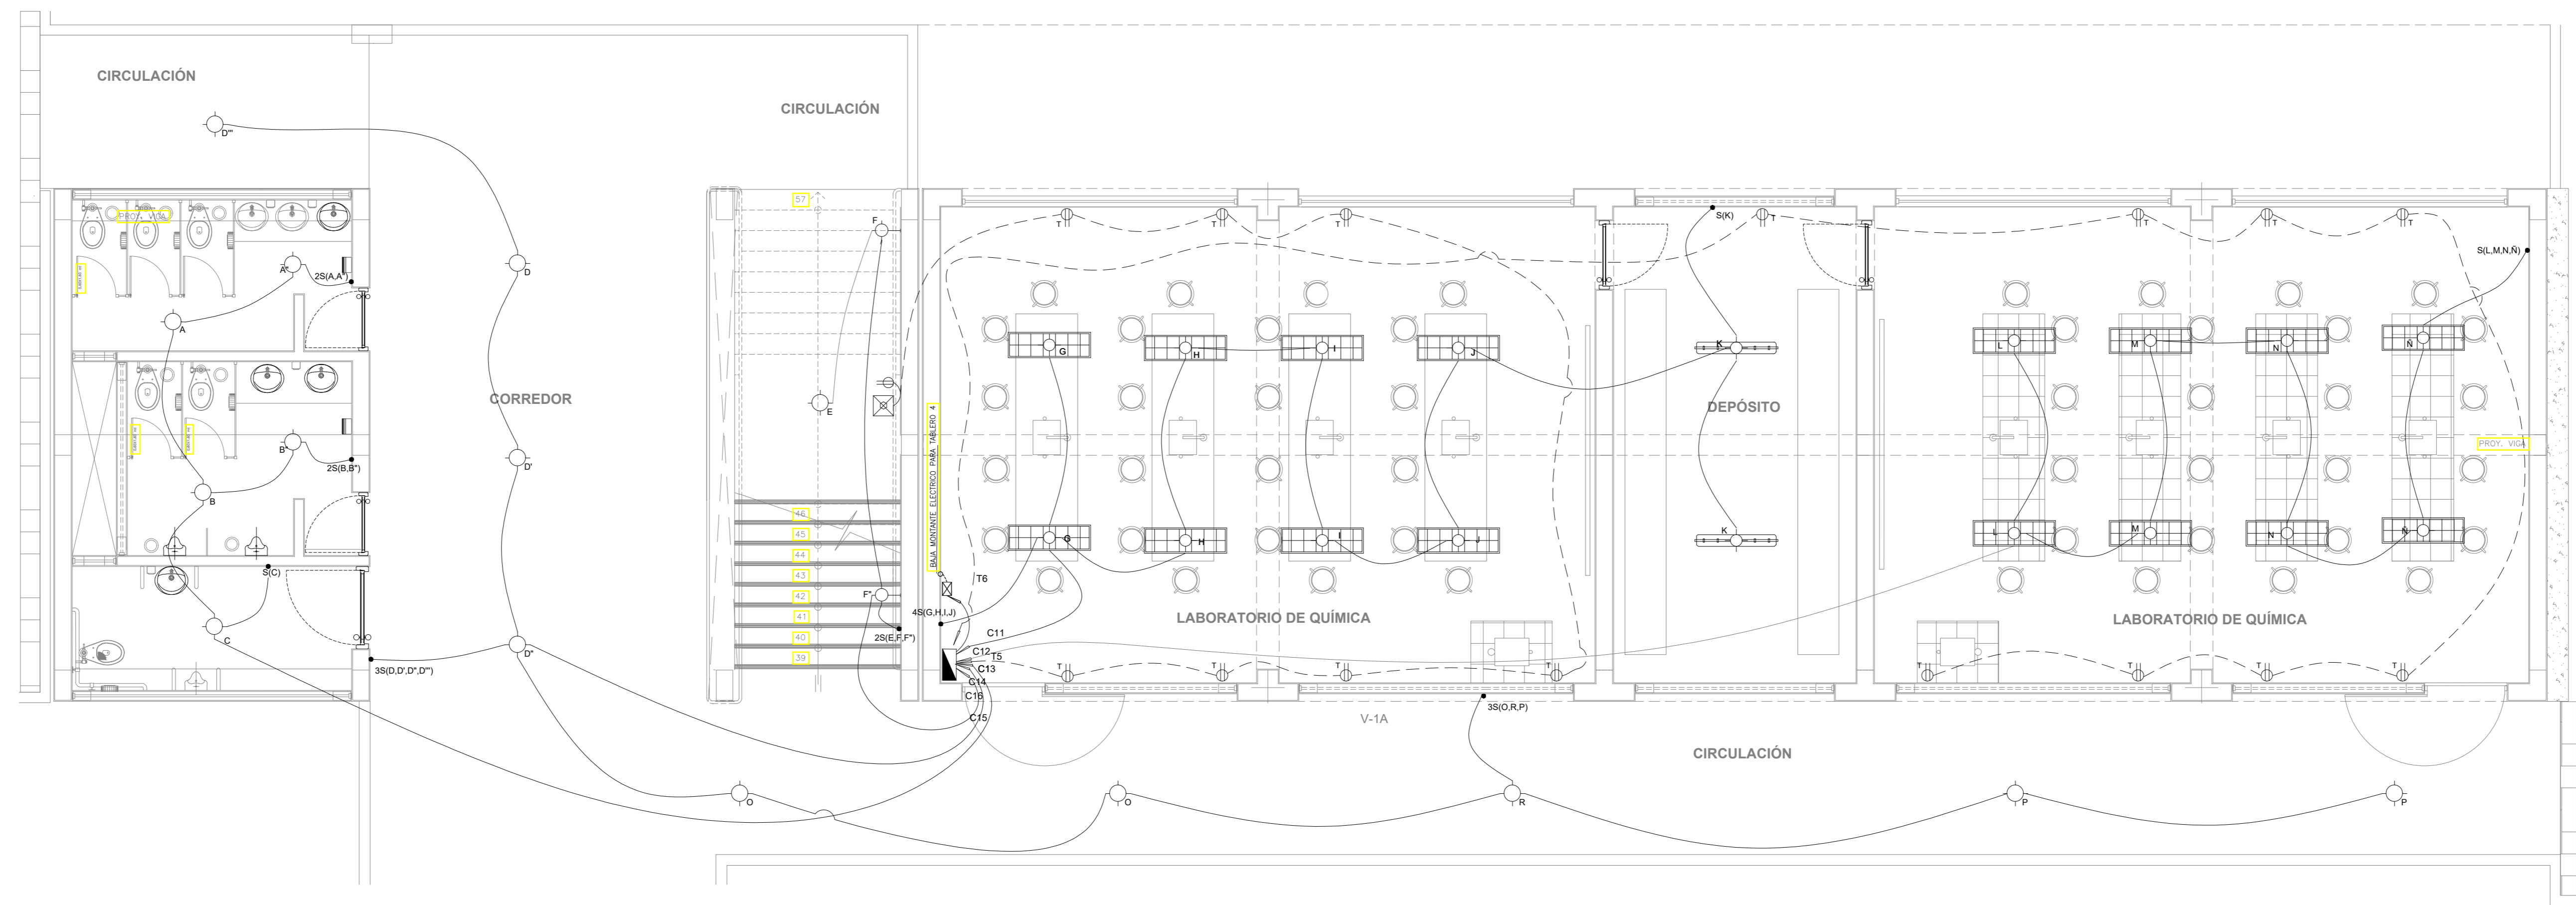 CIRCULACIÓN
CIRCULACIÓN
D'''
57
PROY. VIGA
F
T
T
T
S(K)
T
T
T
T
S(L,M,N,Ñ)
A"
2S(A,A")
D
A
G
H
I
J
K
L
M
N
Ñ
CORREDOR
E
BAJA MONTANTE ELECTRICO PARA TABLERO 4
DEPÓSITO
PROY. VIGA
B"
2S(B,B")
D'
B
46
45
44
43
42
41
40
39
G
H
I
J
K
L
M
N
Ñ
S(C)
T6
F"
4S(G,H,I,J)
2S(E,F,F")
LABORATORIO DE QUÍMICA
LABORATORIO DE QUÍMICA
C
C11
C12
T5
C13
C14
C16
C15
D"
3S(D,D',D",D''')
T
T
T
T
T
T
T
T
3S(O,R,P)
V-1A
CIRCULACIÓN
O
O
R
P
P